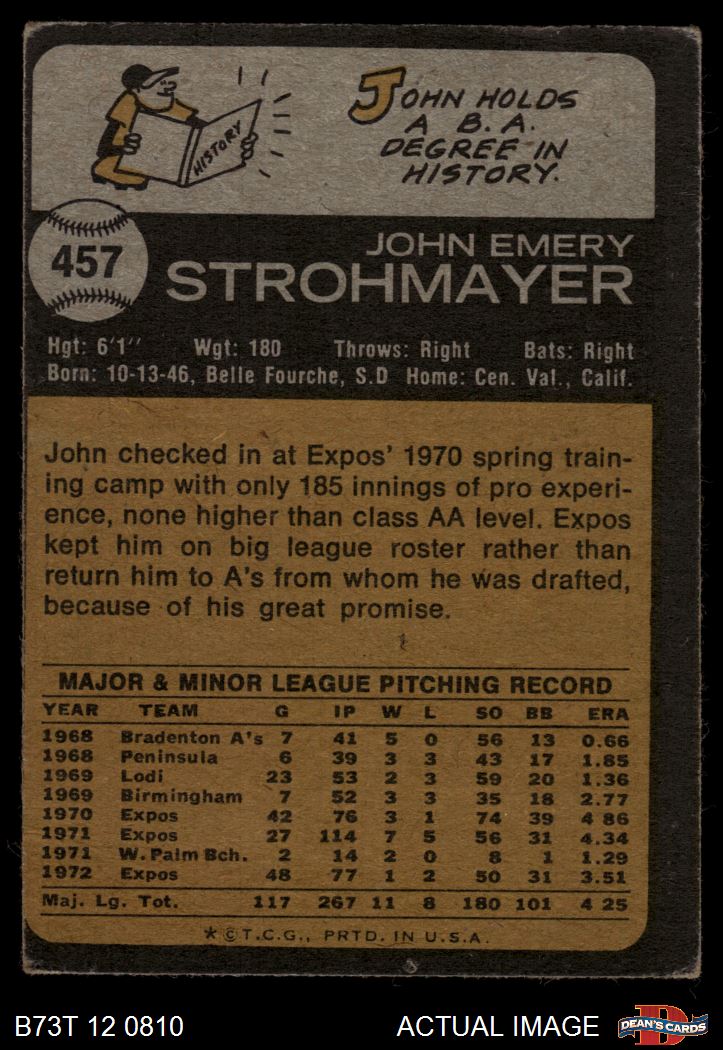 HISTORY
JOHN HOLDS
A B.A.
DEGREE IN
HISTORY.
457
JOHN EMERY
STROHMAYER
Hgt: 6'1" Wgt: 180 Throws: Right Bats: Right
Born: 10-13-46, Belle Fourche, S.D Home: Cen. Val., Calif.
John checked in at Expos' 1970 spring train-
ing camp with only 185 innings of pro experi-
ence, none higher than class AA level. Expos
kept him on big league roster rather than
return him to A's from whom he was drafted,
because of his great promise.
MAJOR & MINOR LEAGUE PITCHING RECORD
YEAR TEAM G IP W L SO BB ERA
1968 Bradenton A's 7 41 5 0 56 13 0.66
1968 Peninsula 6 39 3 3 43 17 1.85
1969 Lodi 23 53 2 3 59 20 1.36
1969 Birmingham 7 52 3 3 35 18 2.77
1970 Expos 42 76 3 1 74 39 4 86
1971 Expos 27 114 7 5 56 31 4.34
1971 W. Palm Bch. 2 14 2 0 8 1 1.29
1972 Expos 48 77 1 2 50 31 3.51
Maj. Lg. Tot. 117 267 11 8 180 101 4 25
*©T.C.G., PRTD. IN U.S.A.
B73T 12 0810 ACTUAL IMAGE
DEAN'S CARDS